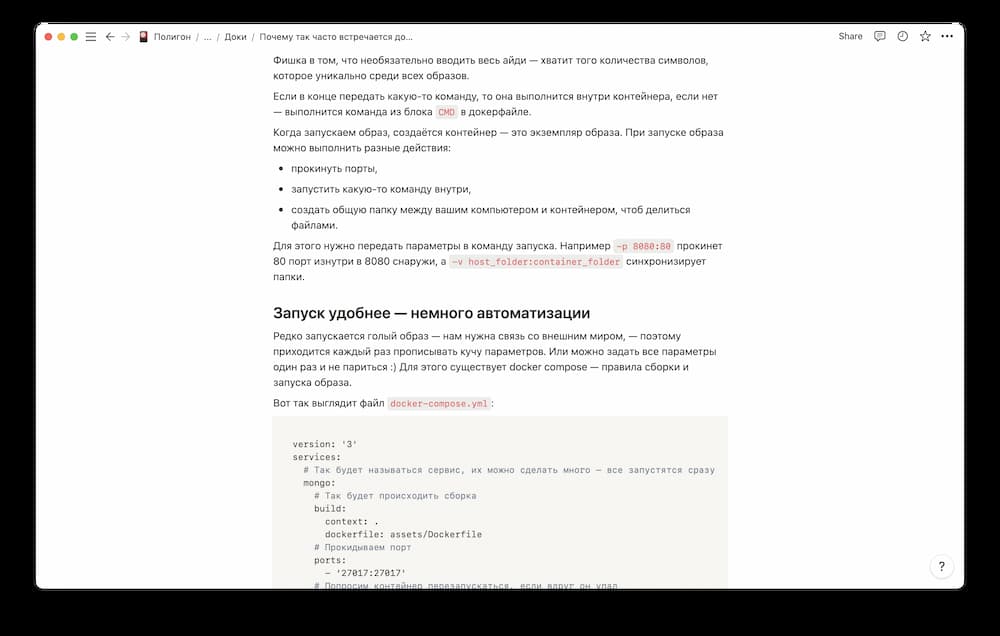 Полигон / ... / Доки / Почему так часто встречается до...
Share
Фишка в том, что необязательно вводить весь айди — хватит того количества символов,
которое уникально среди всех образов.
Если в конце передать какую-то команду, то она выполнится внутри контейнера, если нет
— выполнится команда из блока CMD в докерфайле.
Когда запускаем образ, создаётся контейнер — это экземпляр образа. При запуске образа
можно выполнить разные действия:
• прокинуть порты,
• запустить какую-то команду внутри,
• создать общую папку между вашим компьютером и контейнером, чтоб делиться
файлами.
Для этого нужно передать параметры в команду запуска. Например -p 8080:80 прокинет
80 порт изнутри в 8080 снаружи, а -v host_folder:container_folder синхронизирует
папки.
Запуск удобнее — немного автоматизации
Редко запускается голый образ — нам нужна связь со внешним миром, — поэтому
приходится каждый раз прописывать кучу параметров. Или можно задать все параметры
один раз и не париться :) Для этого существует docker compose — правила сборки и
запуска образа.
Вот так выглядит файл docker-compose.yml:
version: '3'
services:
# Так будет называться сервис, их можно сделать много — все запустятся сразу
mongo:
# Так будет происходить сборка
build:
context: .
dockerfile: assets/Dockerfile
# Прокидываем порт
ports:
- '27017:27017'
# Попросим контейнер перезапускаться, если вдруг он упал
?